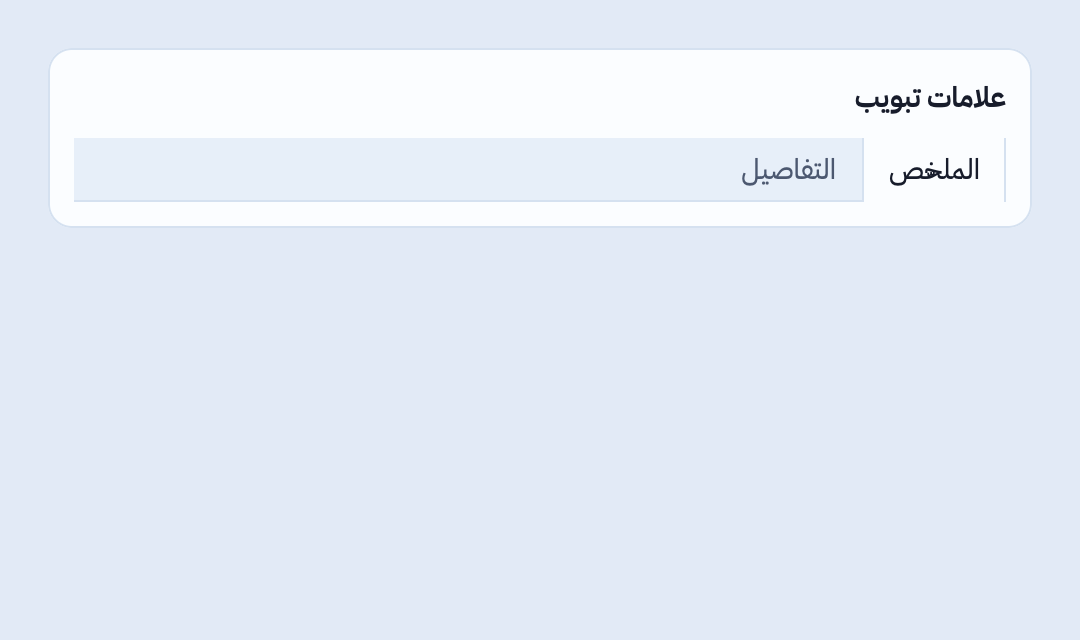 علامات تبويب
الملخص
التفاصيل